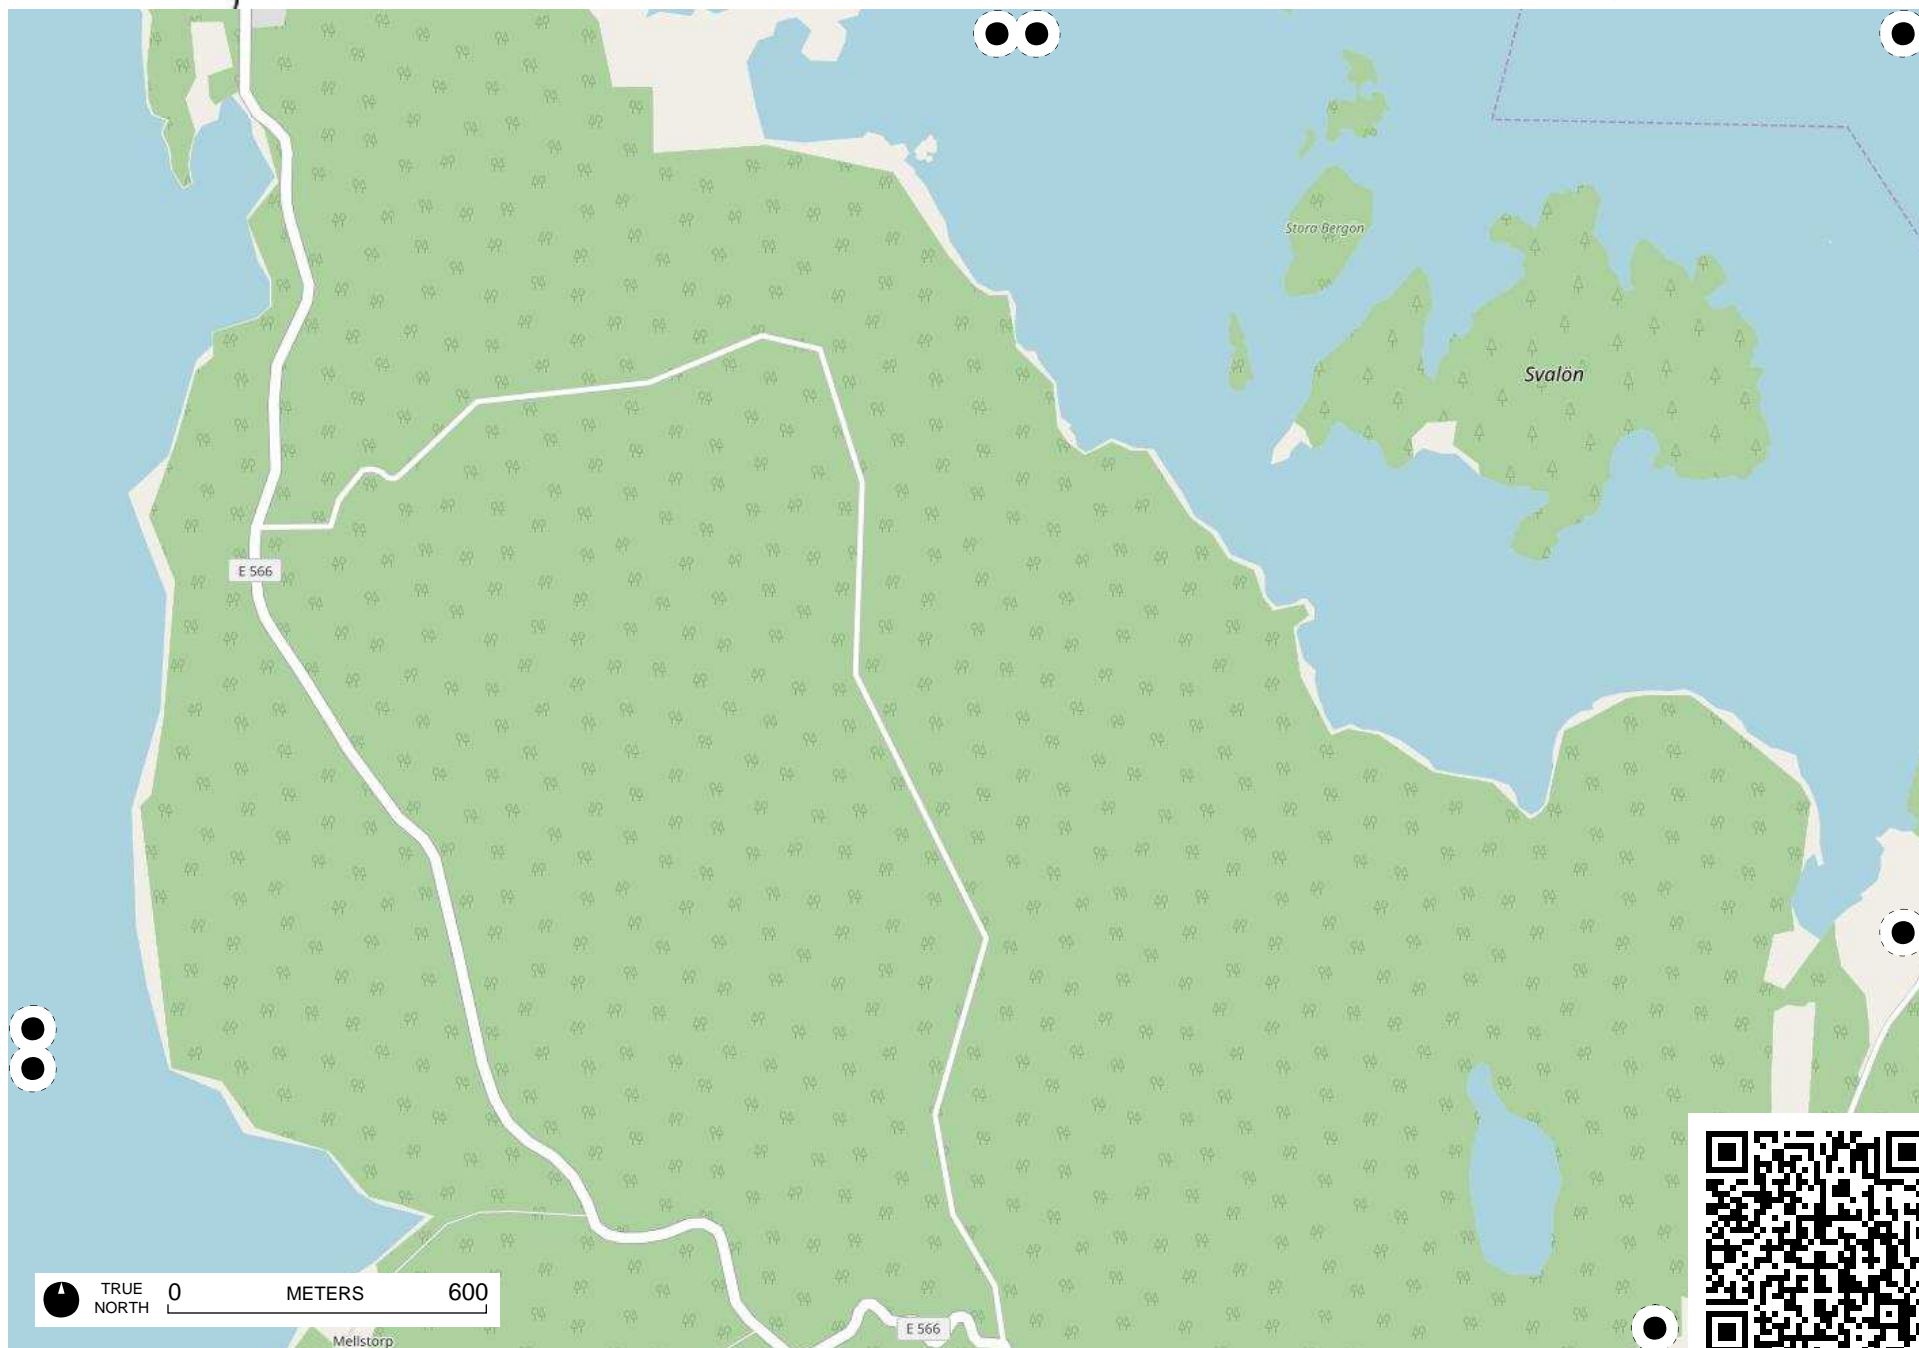 Stora Bergön
Svalön
E 566
TRUE
NORTH
0 METERS 600
E 566
Mellstorp